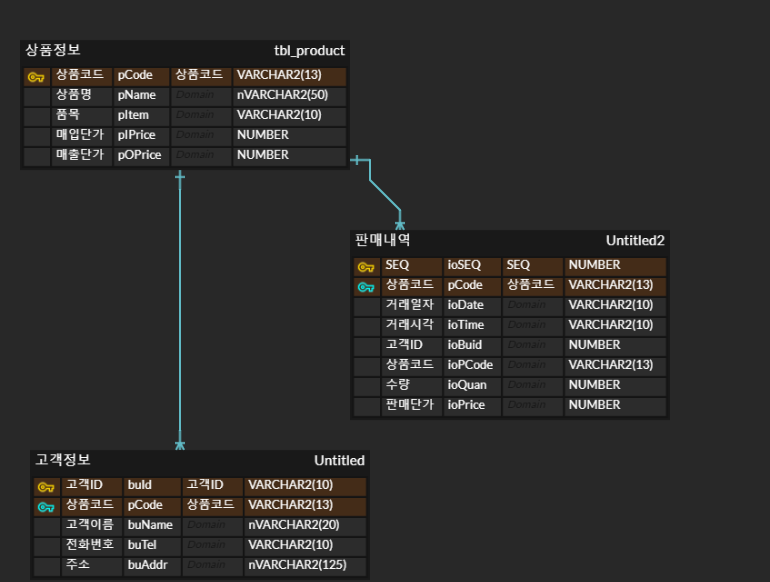 상품정보 tbl_product
상품코드 pCode 상품코드 VARCHAR2(13)
상품명 pName Domain nVARCHAR2(50)
품목 pItem Domain VARCHAR2(10)
매입단가 pIPrice Domain NUMBER
매출단가 pOPrice Domain NUMBER
판매내역 Untitled2
SEQ ioSEQ SEQ NUMBER
상품코드 pCode 상품코드 VARCHAR2(13)
거래일자 ioDate Domain VARCHAR2(10)
거래시각 ioTime Domain VARCHAR2(10)
고객ID ioBuid Domain NUMBER
상품코드 ioPCode Domain VARCHAR2(13)
수량 ioQuan Domain NUMBER
판매단가 ioPrice Domain NUMBER
고객정보 Untitled
고객ID buId 고객ID VARCHAR2(10)
상품코드 pCode 상품코드 VARCHAR2(13)
고객이름 buName Domain nVARCHAR2(20)
전화번호 buTel Domain VARCHAR2(10)
주소 buAddr Domain nVARCHAR2(125)